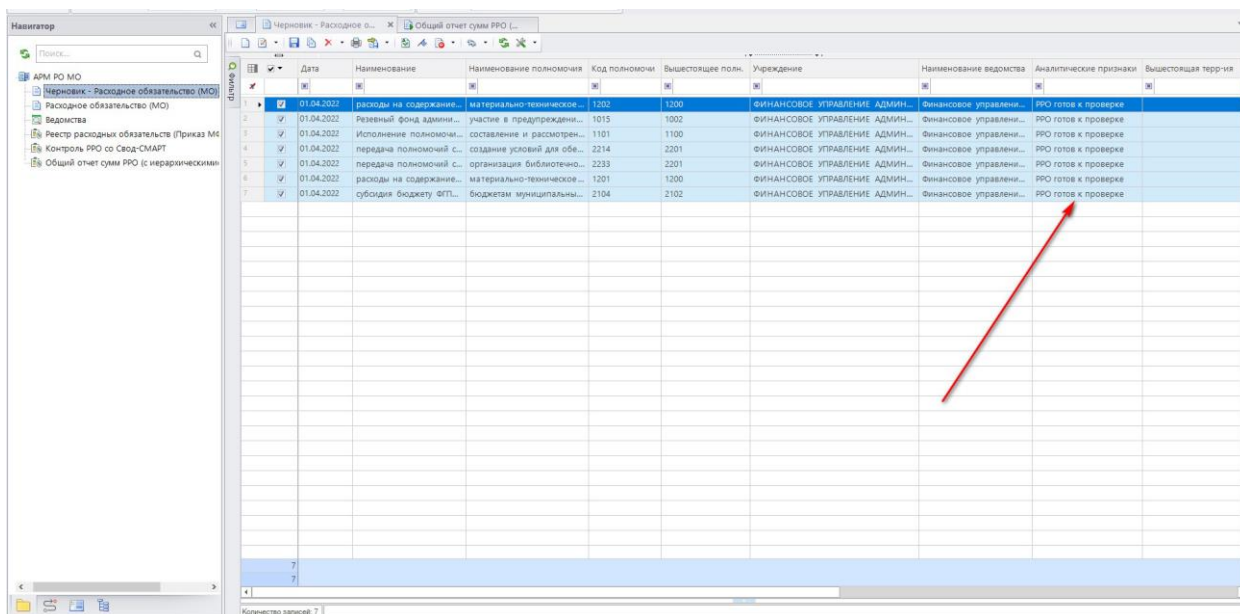 Навигатор
Черновик - Расходное о...
Общий отчет сумм РРО (...
Поиск...
АРМ РО МО
Черновик - Расходное обязательство (МО)
Расходное обязательство (МО)
Ведомства
Реестр расходных обязательств (Приказ МФ
Контроль РРО со Свод-СМАРТ
Общий отчет сумм РРО (с иерархическими
Фильтр
Дата Наименование Наименование полномочия Код полномочи Вышестоящее полн. Учреждение Наименование ведомства Аналитические признаки Вышестоящая терр-ия
1 01.04.2022 расходы на содержание... материально-техническое... 1202 1200 ФИНАНСОВОЕ УПРАВЛЕНИЕ АДМИН... Финансовое управлени... РРО готов к проверке
2 01.04.2022 Резевный фонд админи... участие в предупреждени... 1015 1002 ФИНАНСОВОЕ УПРАВЛЕНИЕ АДМИН... Финансовое управлени... РРО готов к проверке
3 01.04.2022 Исполнение полномочи... составление и рассмотрен... 1101 1100 ФИНАНСОВОЕ УПРАВЛЕНИЕ АДМИН... Финансовое управлени... РРО готов к проверке
4 01.04.2022 передача полномочий с... создание условий для обе... 2214 2201 ФИНАНСОВОЕ УПРАВЛЕНИЕ АДМИН... Финансовое управлени... РРО готов к проверке
5 01.04.2022 передача полномочий с... организация библиотечно... 2233 2201 ФИНАНСОВОЕ УПРАВЛЕНИЕ АДМИН... Финансовое управлени... РРО готов к проверке
6 01.04.2022 расходы на содержание... материально-техническое... 1201 1200 ФИНАНСОВОЕ УПРАВЛЕНИЕ АДМИН... Финансовое управлени... РРО готов к проверке
7 01.04.2022 субсидия бюджету ФГП... бюджетам муниципальны... 2104 2102 ФИНАНСОВОЕ УПРАВЛЕНИЕ АДМИН... Финансовое управлени... РРО готов к проверке
7
7
Количество записей: 7